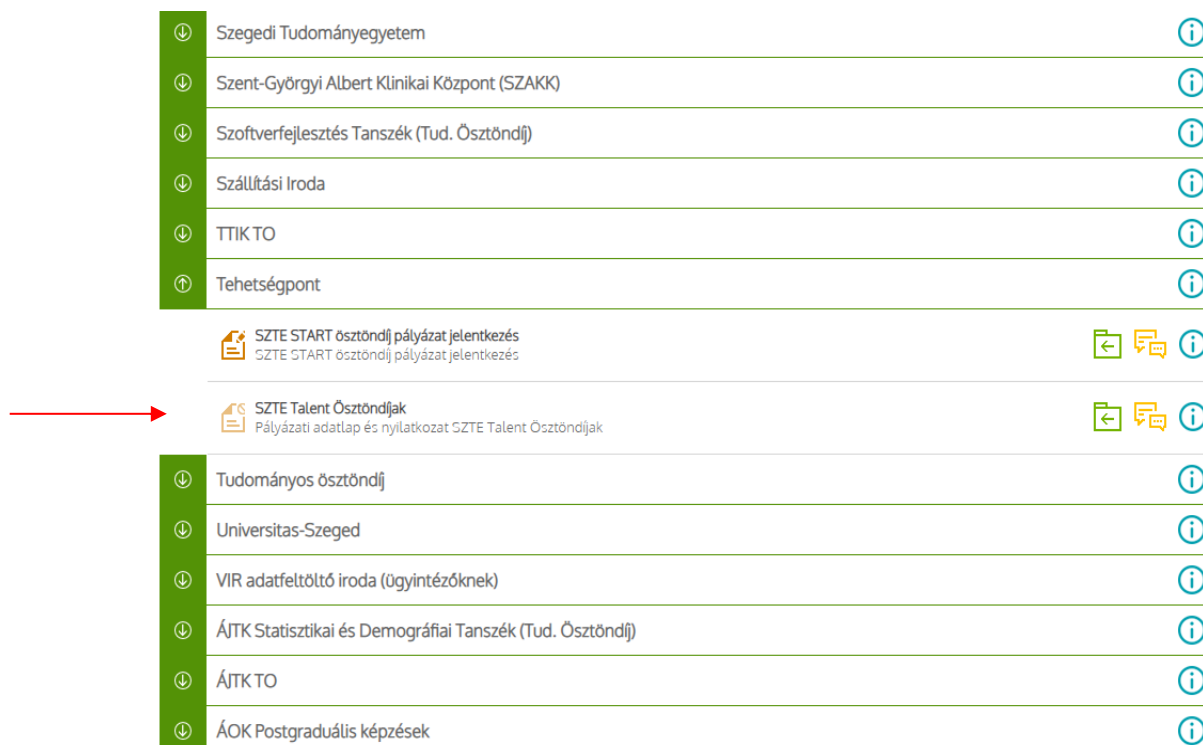 Szegedi Tudományegyetem
Szent-Györgyi Albert Klinikai Központ (SZAKK)
Szoftverfejlesztés Tanszék (Tud. Ösztöndíj)
Szállítási Iroda
TTIK TO
Tehetségpont
SZTE START ösztöndíj pályázat jelentkezés
SZTE START ösztöndíj pályázat jelentkezés
SZTE Talent Ösztöndíjak
Pályázati adatlap és nyilatkozat SZTE Talent Ösztöndíjak
Tudományos ösztöndíj
Universitas-Szeged
VIR adatfeltöltő iroda (ügyintézőknek)
ÁJTK Statisztikai és Demográfiai Tanszék (Tud. Ösztöndíj)
ÁJTK TO
ÁOK Postgraduális képzések